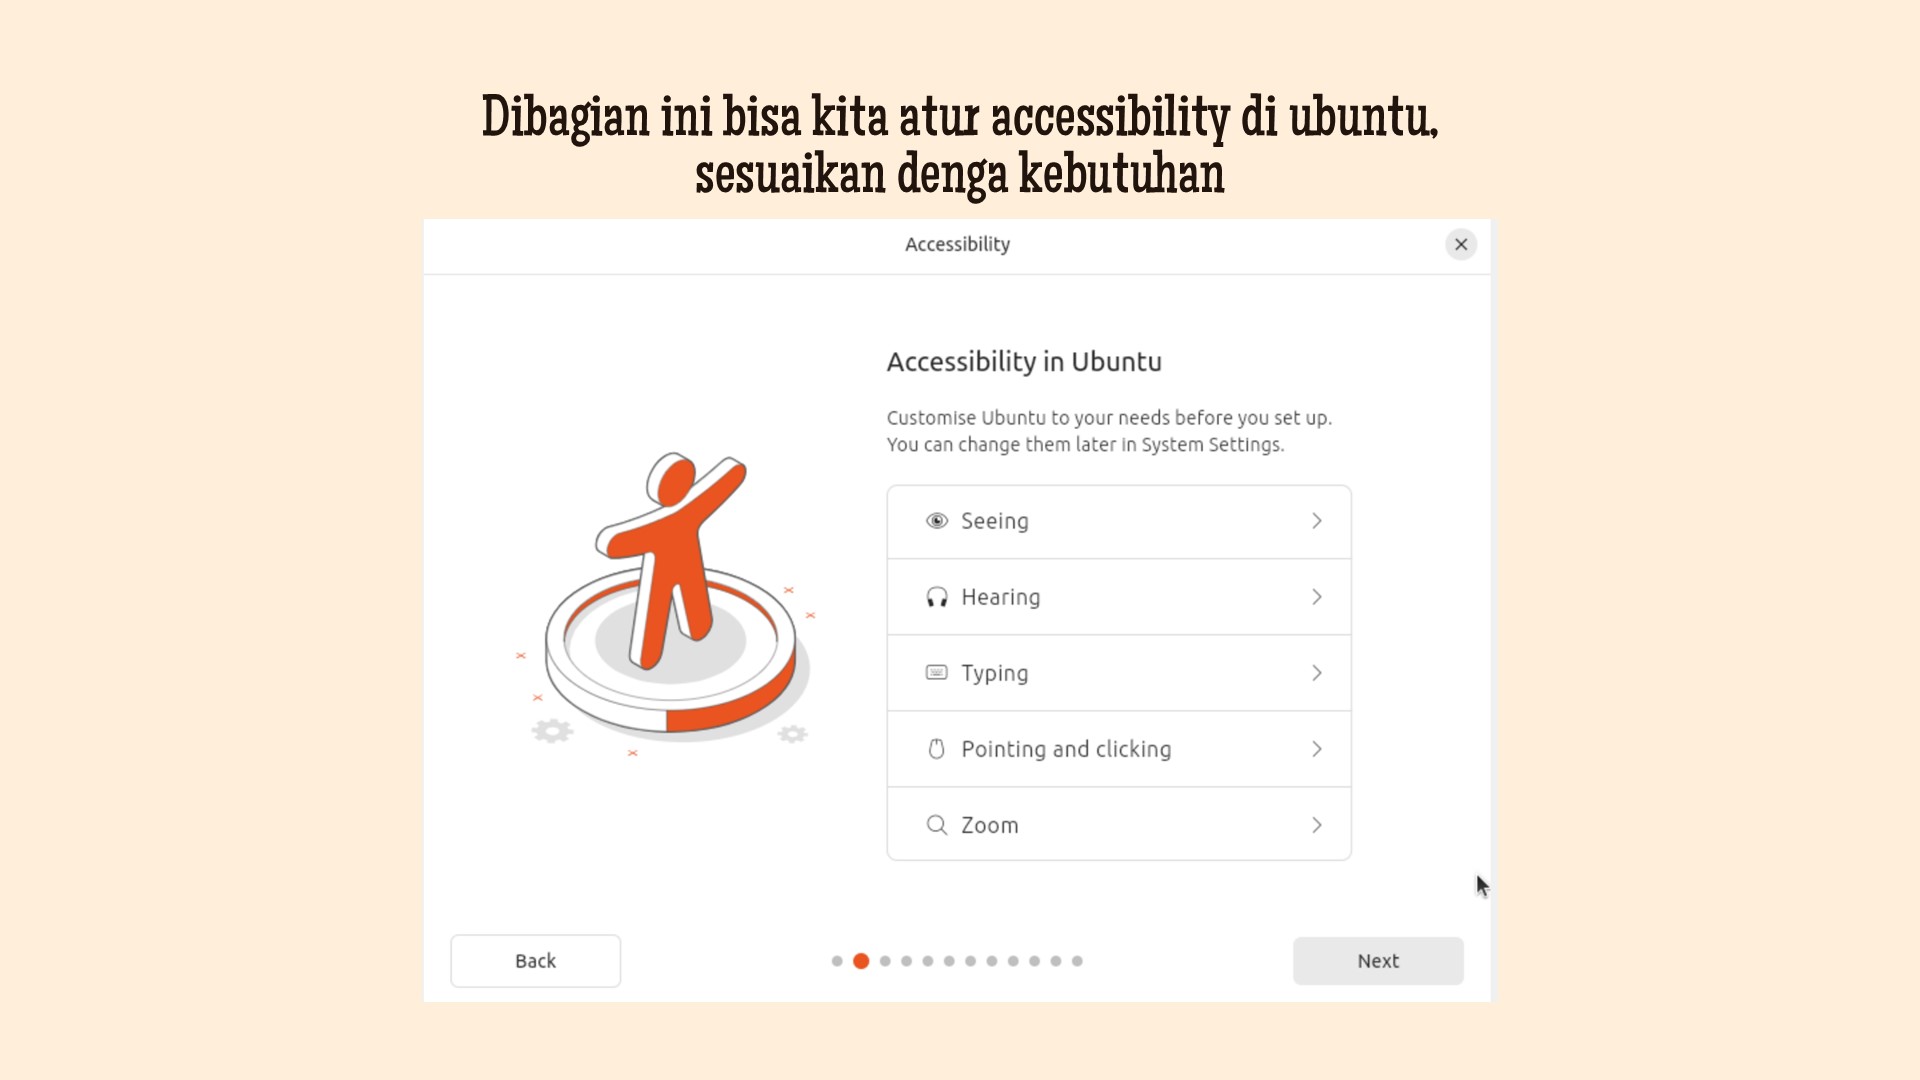 Dibagian ini bisa kita atur accessibility di ubuntu,
sesuaikan denga kebutuhan
Accessibility
Accessibility in Ubuntu
Customise Ubuntu to your needs before you set up.
You can change them later in System Settings.
Seeing
Hearing
Typing
Pointing and clicking
Zoom
Back
Next